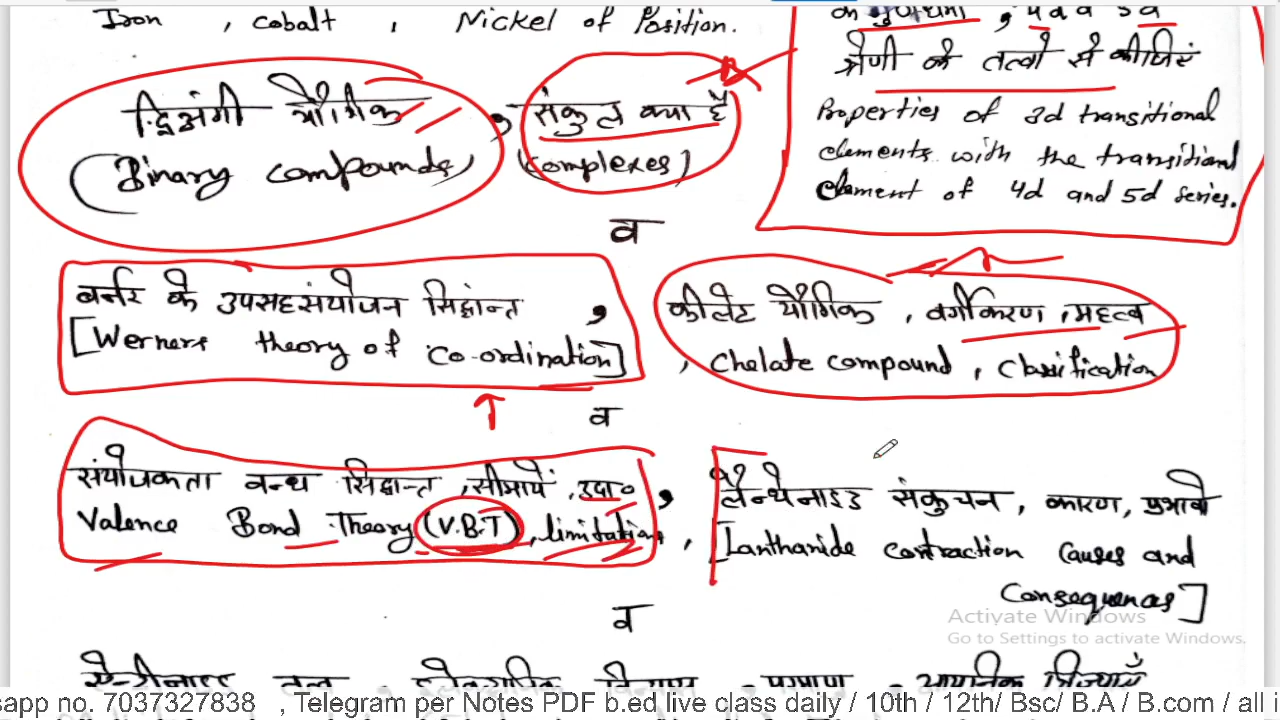 Iron , cobalt , Nickel of Position.
द्विअंगी यौगिक , संकुल क्या है
(Binary compounds) (complexes)
श्रेणी के तत्वों से कीजिए
Properties of 3d transitional
elements with the transitional
element of 4d and 5d series.
व
वर्नर के उपसहसंयोजन सिद्धान्त ,
[Werners theory of co-ordination]
कीलेट यौगिक , वर्गीकरण , महत्व
, Chelate compound , Classification
व
संयोजकता बन्ध सिद्धान्त , सीमायें , उदा० ,
Valence Bond Theory (V.B.T) , limitations ,
लेन्थेनाइड संकुचन , कारण , प्रभाव
[Lanthanide contraction Causes and
Consequenas]
व
Activate Windows
Go to Settings to activate Windows.
sapp no. 7037327838 , Telegram per Notes PDF b.ed live class daily / 10th / 12th/ Bsc/ B.A / B.com / all